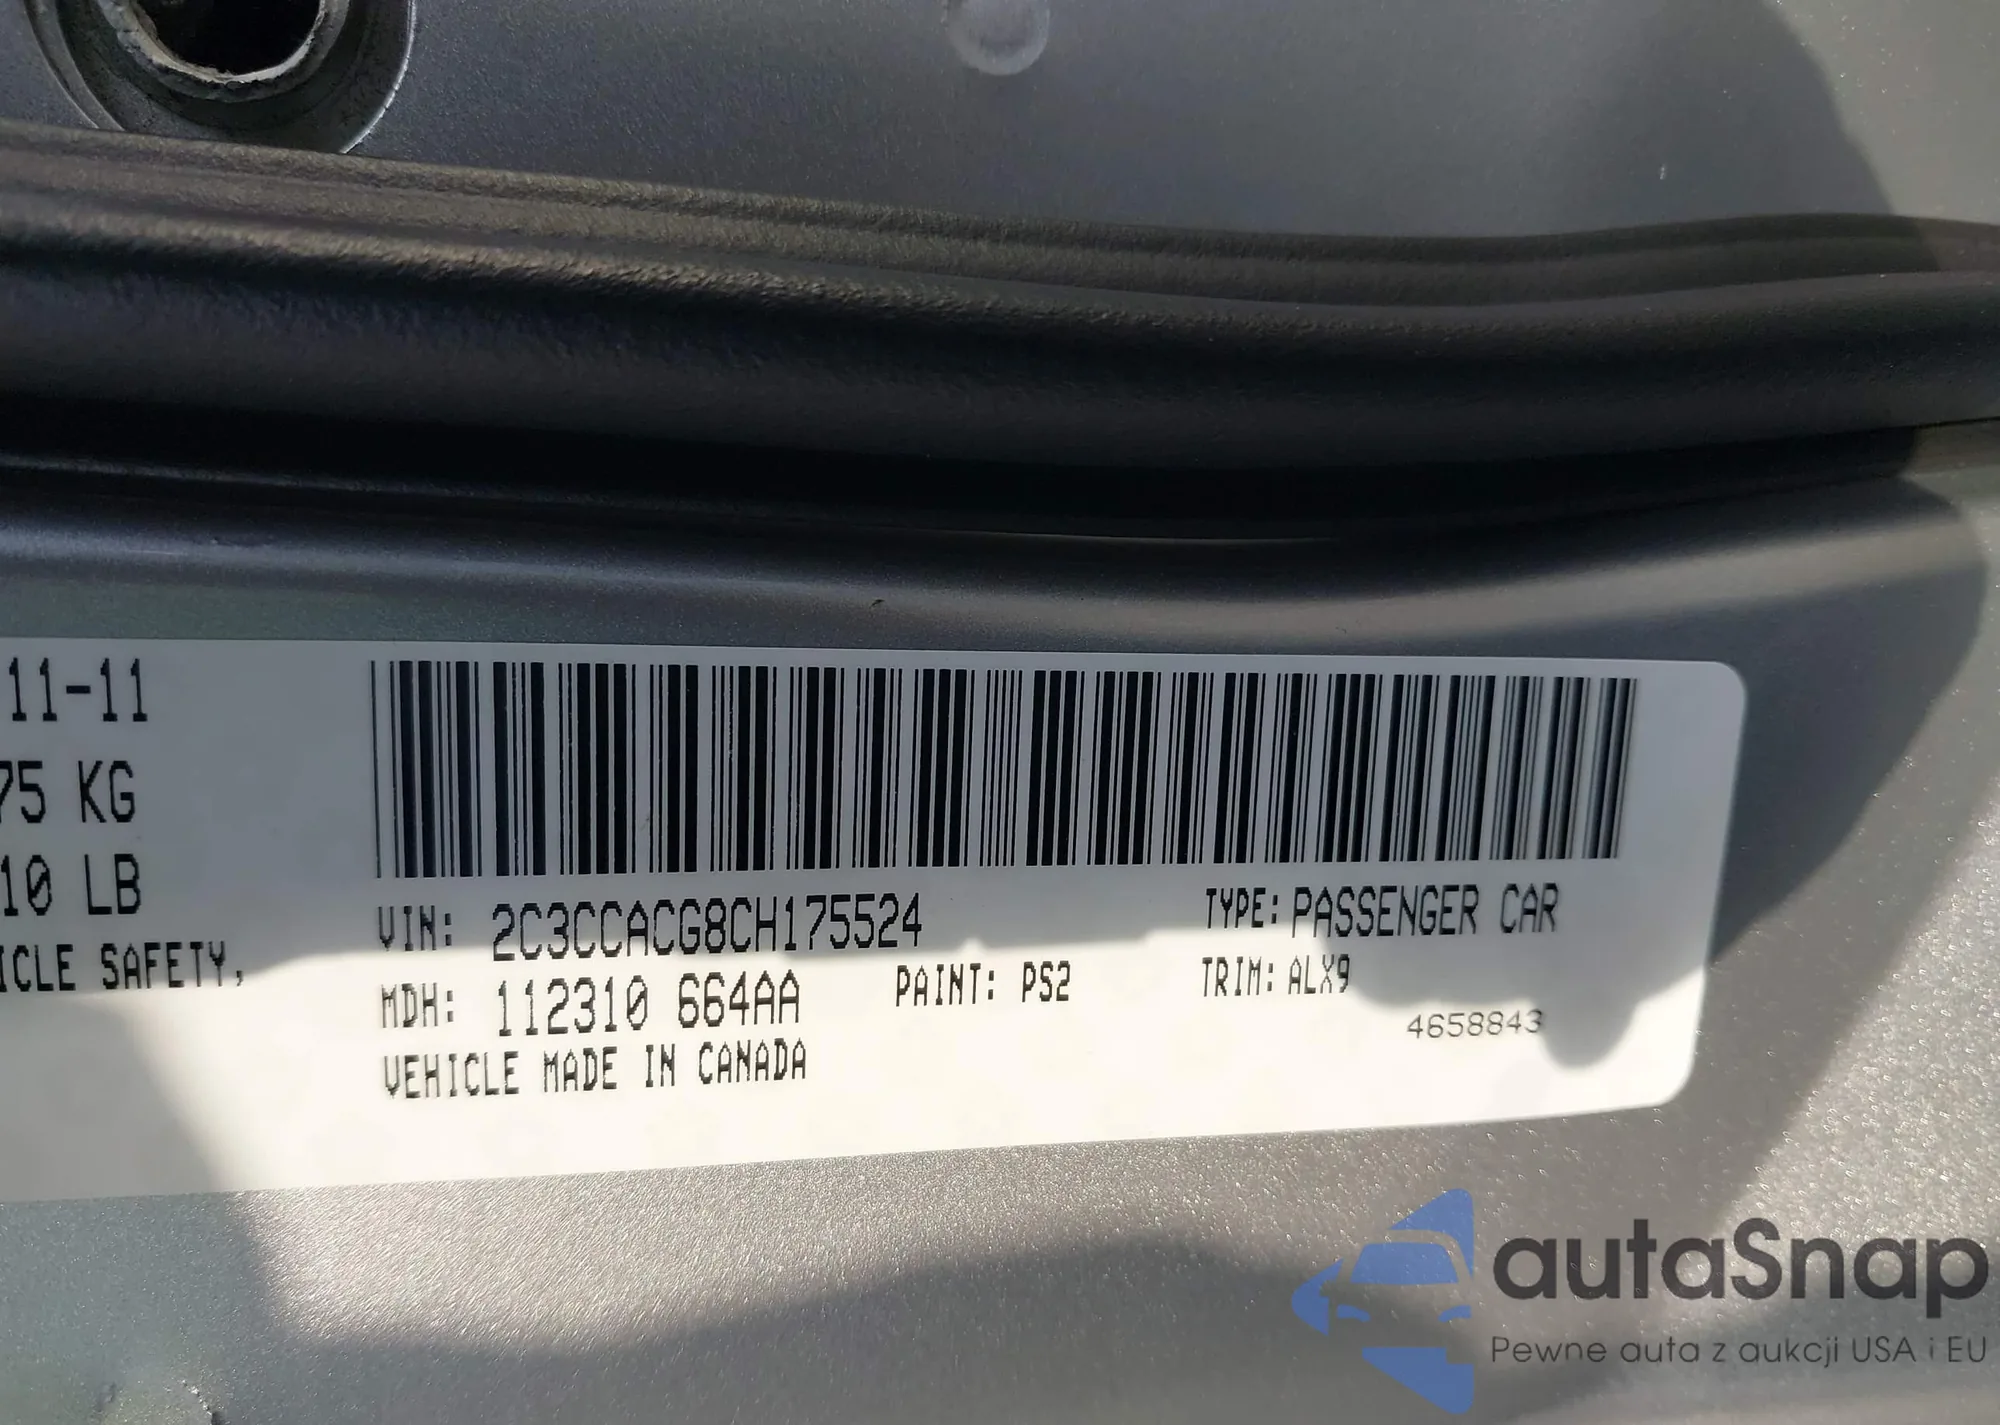 11-11
75 KG
10 LB
ICLE SAFETY,
VIN: 2C3CCACG8CH175524
TYPE: PASSENGER CAR
MDH: 112310 664AA
PAINT: PS2
TRIM: ALX9
4658843
VEHICLE MADE IN CANADA
autaSnap
Pewne auta z aukcji USA i EU